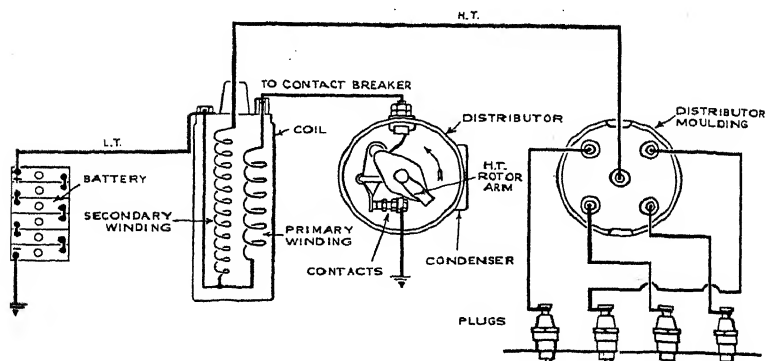 H.T.
TO CONTACT BREAKER
COIL
DISTRIBUTOR
DISTRIBUTOR
MOULDING
L.T.
H.T.
ROTOR
ARM
+
BATTERY
SECONDARY
WINDING
PRIMARY
WINDING
CONTACTS
CONDENSER
-
PLUGS